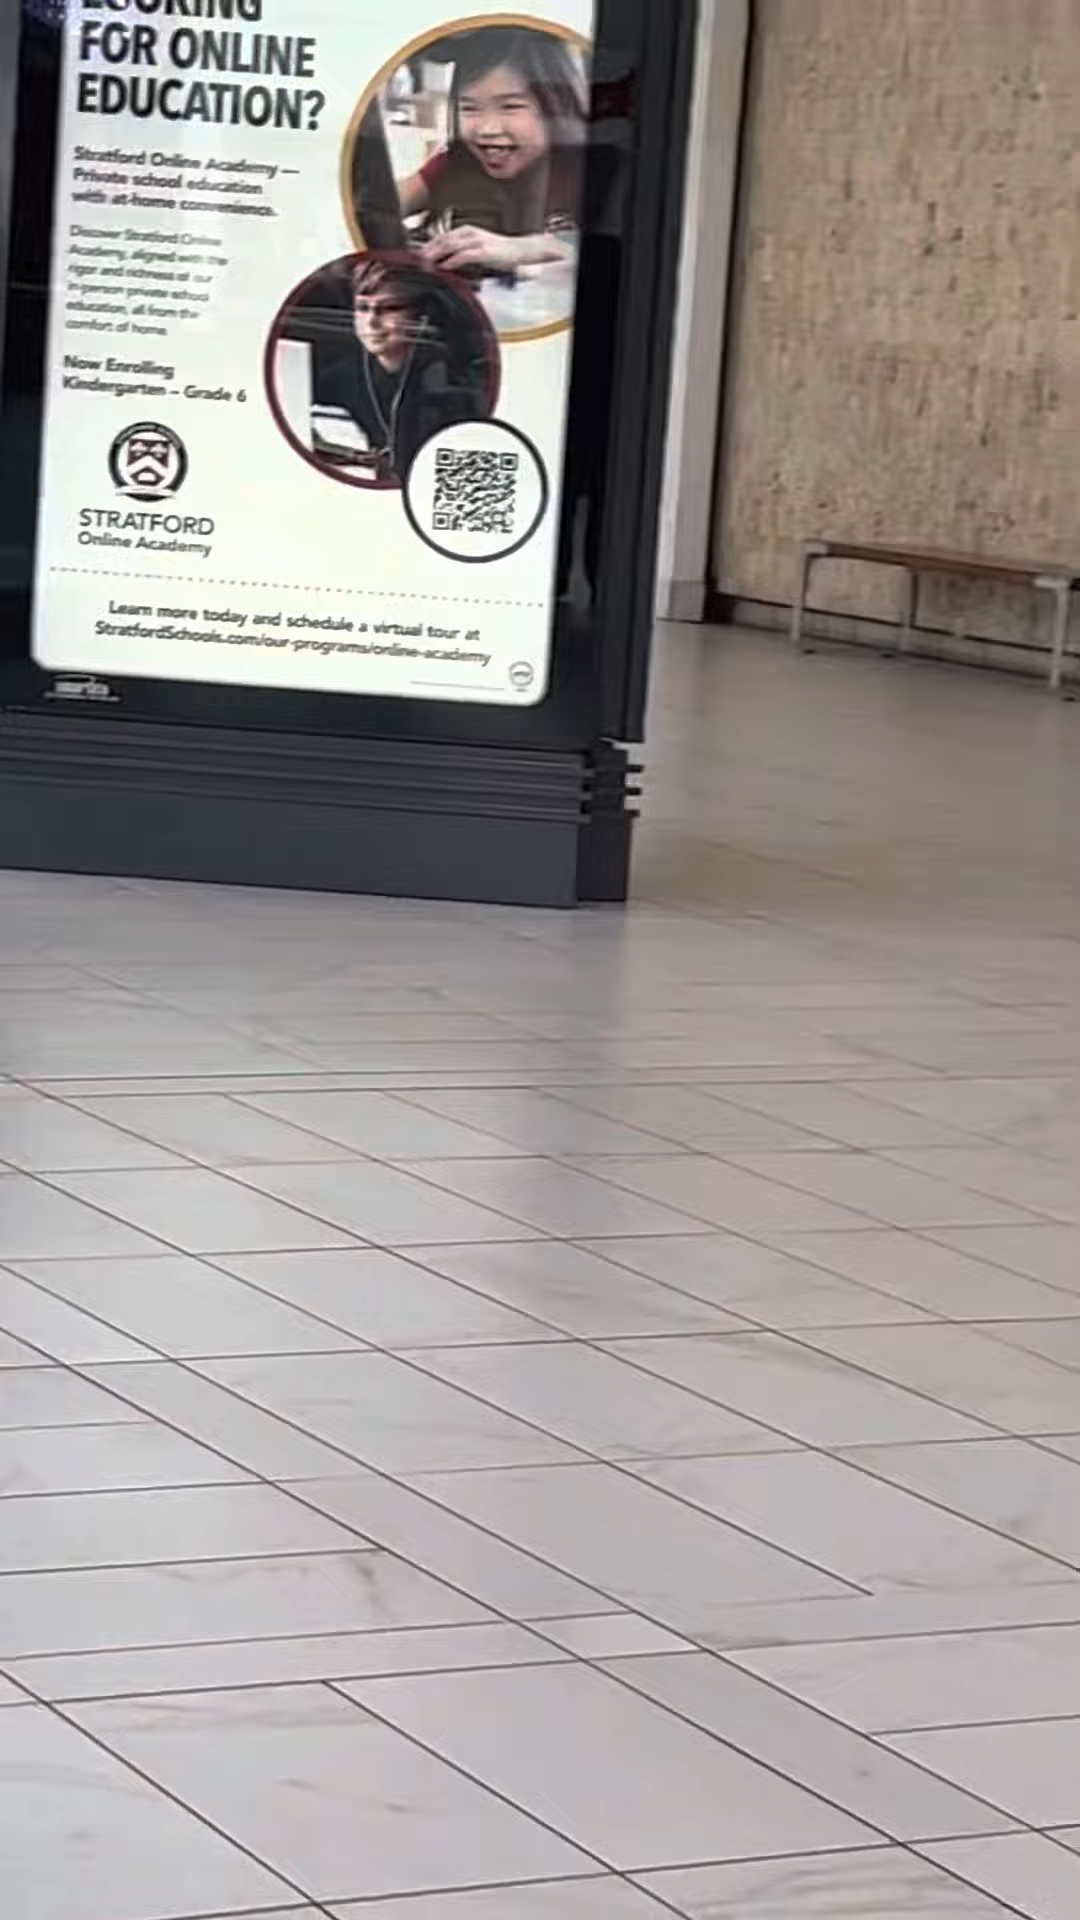 LOOKING
FOR ONLINE
EDUCATION?
Stratford Online Academy —
Private school education
with at-home convenience.
Discover Stratford Online
Academy, aligned with the
rigor and richness of our
in-person private school
education, all from the
comfort of home.
Now Enrolling
Kindergarten – Grade 6
STRATFORD
Online Academy
Learn more today and schedule a virtual tour at
StratfordSchools.com/our-programs/online-academy